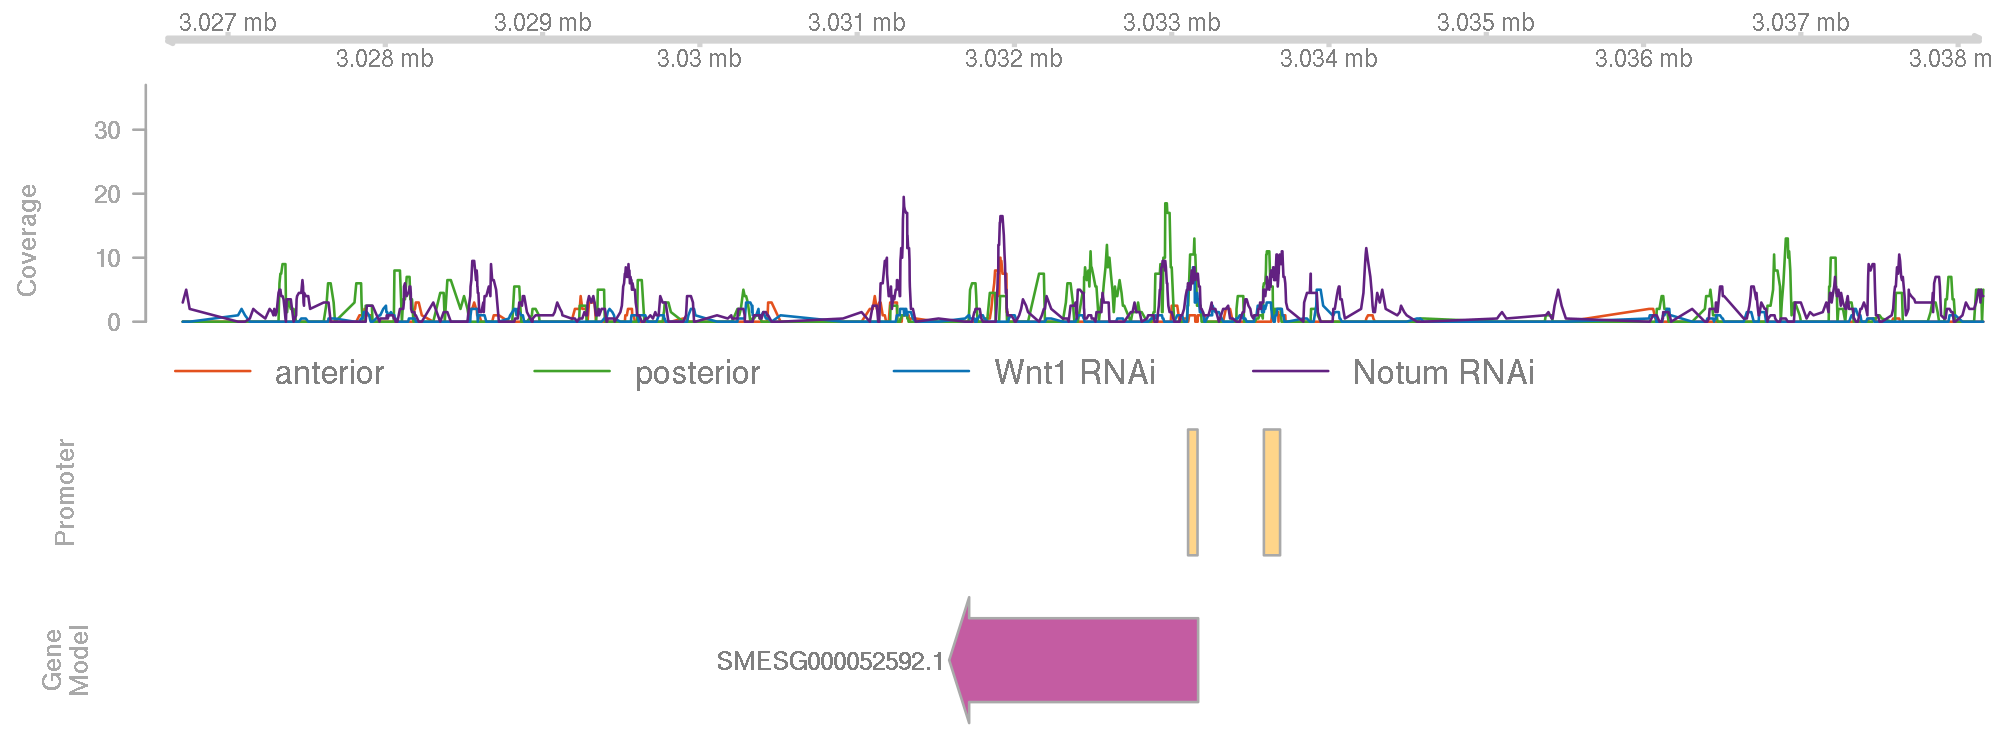 3.027 mb 3.029 mb 3.031 mb 3.033 mb 3.035 mb 3.037 mb
3.028 mb 3.03 mb 3.032 mb 3.034 mb 3.036 mb 3.038 m
Coverage
30
20
10
0
anterior posterior Wnt1 RNAi Notum RNAi
Promoter
Gene
Model
SMESG000052592.1